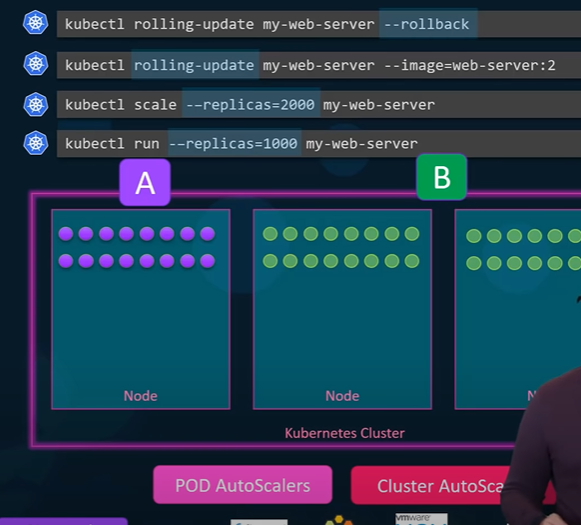 kubectl rolling-update my-web-server --rollback
kubectl rolling-update my-web-server --image=web-server:2
kubectl scale --replicas=2000 my-web-server
kubectl run --replicas=1000 my-web-server
A
B
Node
Node
Kubernetes Cluster
POD AutoScalers
Cluster AutoSca
vmware